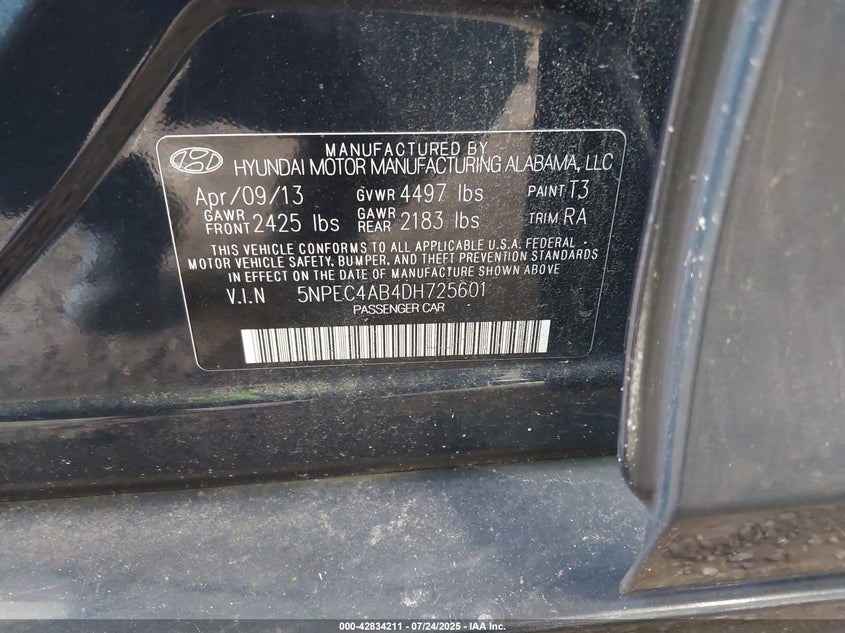 MANUFACTURED BY
HYUNDAI MOTOR MANUFACTURING ALABAMA, LLC
Apr/09/13 GVWR 4497 lbs PAINT T3
GAWR FRONT 2425 lbs GAWR REAR 2183 lbs TRIM RA
THIS VEHICLE CONFORMS TO ALL APPLICABLE U.S.A. FEDERAL
MOTOR VEHICLE SAFETY, BUMPER, AND THEFT PREVENTION STANDARDS
IN EFFECT ON THE DATE OF MANUFACTURE SHOWN ABOVE
V.I.N 5NPEC4AB4DH725601
PASSENGER CAR
000-42834211 - 07/24/2025 - IAA Inc.